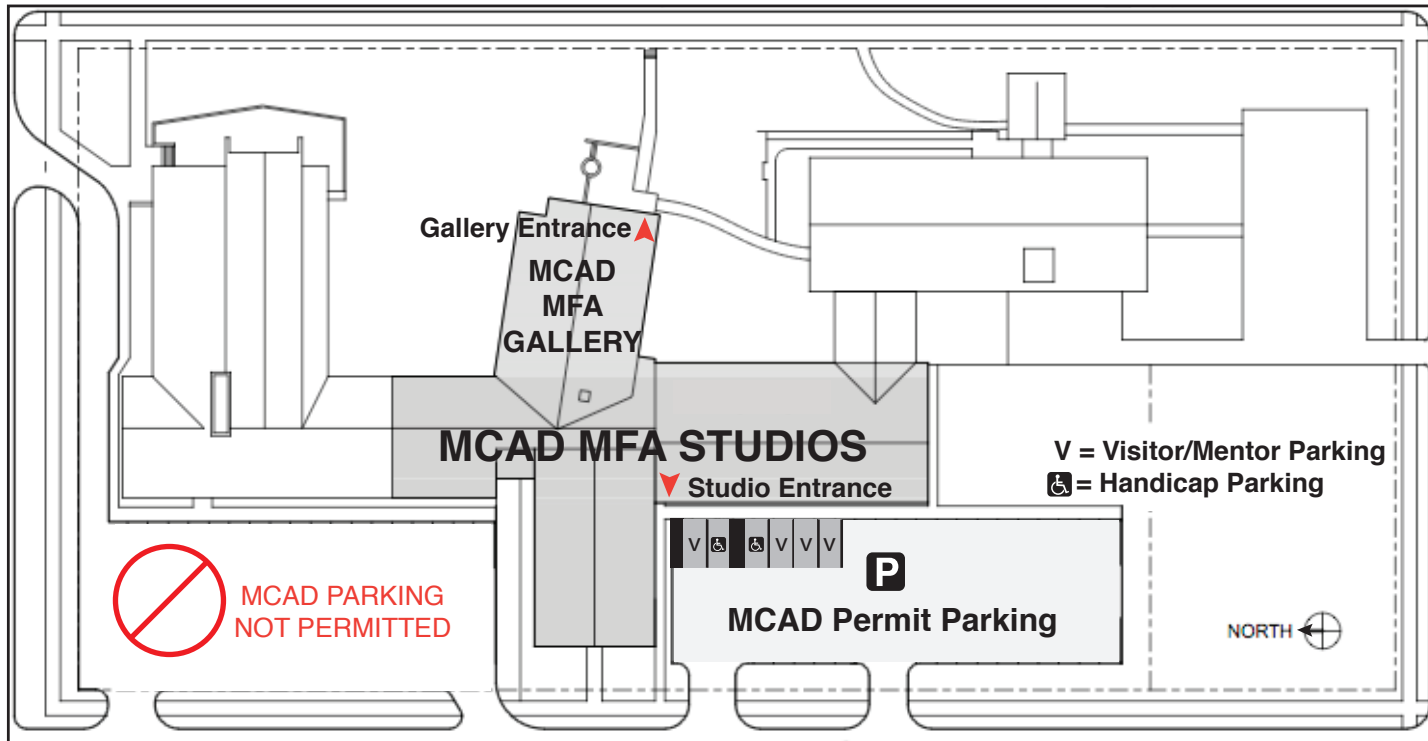 Gallery Entrance
MCAD
MFA
GALLERY
MCAD MFA STUDIOS
Studio Entrance
V = Visitor/Mentor Parking
= Handicap Parking
V
V
V
V
P
MCAD Permit Parking
MCAD PARKING
NOT PERMITTED
NORTH